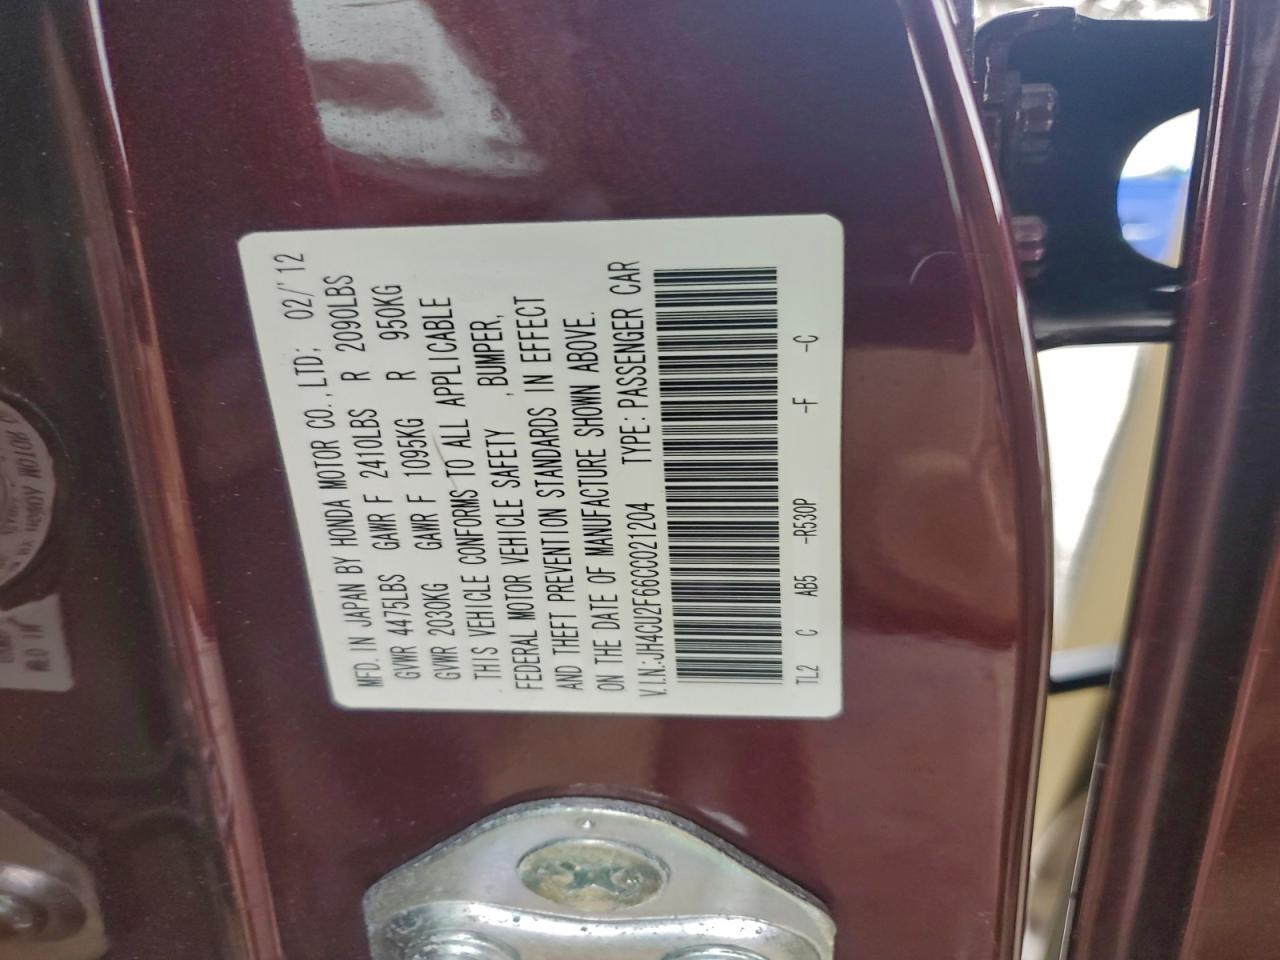 MFD. IN JAPAN BY HONDA MOTOR CO., LTD; 02/'12
GVWR 4475LBS GAWR F 2410LBS R 2090LBS
GVWR 2030KG GAWR F 1095KG R 950KG
THIS VEHICLE CONFORMS TO ALL APPLICABLE
FEDERAL MOTOR VEHICLE SAFETY , BUMPER,
AND THEFT PREVENTION STANDARDS IN EFFECT
ON THE DATE OF MANUFACTURE SHOWN ABOVE.
V.I.N.:JH4CU2F66CC021204 TYPE: PASSENGER CAR
TL2 C AB5 -R530P -F -C